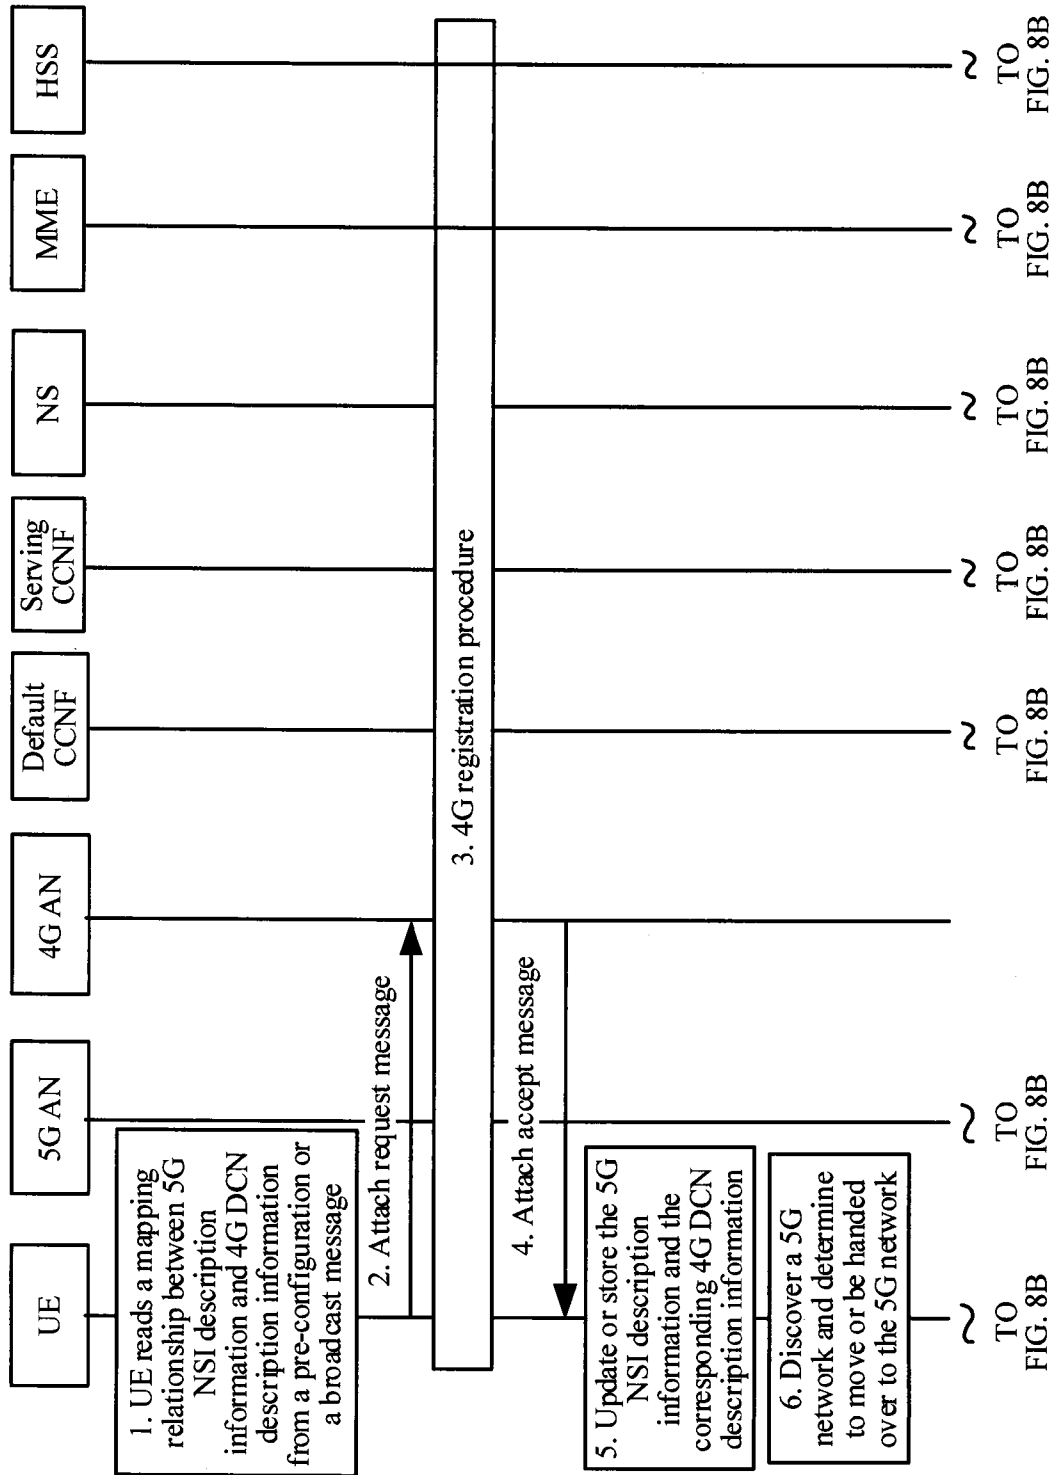 UE
5G AN
4G AN
Default
CCNF
Serving
CCNF
NS
MME
HSS
1. UE reads a mapping
relationship between 5G
NSI description
information and 4G DCN
description information
from a pre-configuration or
a broadcast message
2. Attach request message
3. 4G registration procedure
4. Attach accept message
5. Update or store the 5G
NSI description
information and the
corresponding 4G DCN
description information
6. Discover a 5G
network and determine
to move or be handed
over to the 5G network
TO
FIG. 8B
TO
FIG. 8B
TO
FIG. 8B
TO
FIG. 8B
TO
FIG. 8B
TO
FIG. 8B
TO
FIG. 8B